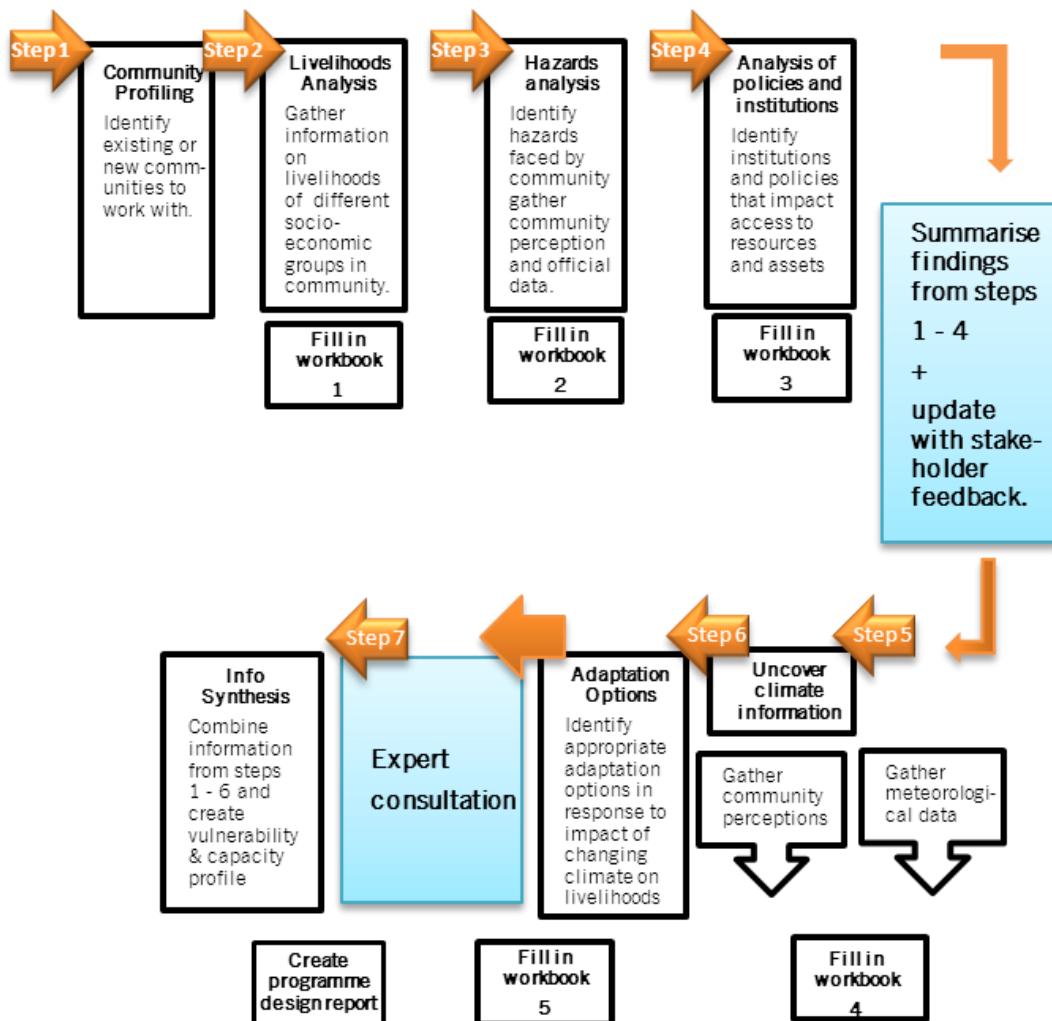 Step 1
Community
Profiling
Identify
existing or
new comm-
unities to
work with.
Step 2
Livelihoods
Analysis
Gather
information
on
livelihoods
of different
socio-
economic
groups in
community.
Fill in
workbook
1
Step 3
Hazards
analysis
Identify
hazards
faced by
community
gather
community
perception
and official
data.
Fill in
workbook
2
Step 4
Analysis of
policies and
institutions
Identify
institutions
and policies
that impact
access to
resources
and assets
Fill in
workbook
3
Summarise
findings
from steps
1 - 4
+
update
with stake-
holder
feedback.
Step 5
Uncover
climate
information
Gather
community
perceptions
Gather
meteorologi-
cal data
Fill in
workbook
4
Step 6
Adaptation
Options
Identify
appropriate
adaptation
options in
response to
impact of
changing
climate on
livelihoods
Fill in
workbook
5
Expert
consultation
Step 7
Info
Synthesis
Combine
information
from steps
1 - 6 and
create
vulnerability
& capacity
profile
Create
programme
design report